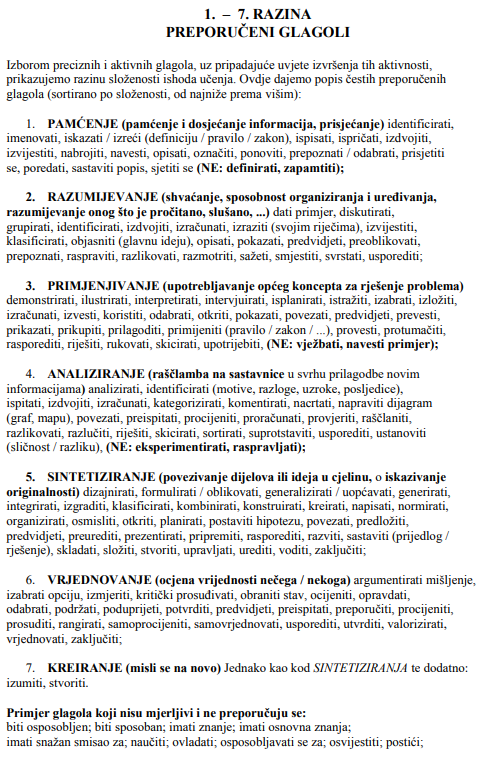 1. – 7. RAZINA
PREPORUČENI GLAGOLI
Izborom preciznih i aktivnih glagola, uz pripadajuće uvjete izvršenja tih aktivnosti,
prikazujemo razinu složenosti ishoda učenja. Ovdje dajemo popis čestih preporučenih
glagola (sortirano po složenosti, od najniže prema višim):
1. PAMĆENJE (pamćenje i dosjećanje informacija, prisjećanje) identificirati,
imenovati, iskazati / izreći (definiciju / pravilo / zakon), ispisati, ispričati, izdvojiti,
izvijestiti, nabrojiti, navesti, opisati, označiti, ponoviti, prepoznati / odabrati, prisjetiti
se, poredati, sastaviti popis, sjetiti se (NE: definirati, zapamtiti);
2. RAZUMIJEVANJE (shvaćanje, sposobnost organiziranja i uređivanja,
razumijevanje onog što je pročitano, slušano, ...) dati primjer, diskutirati,
grupirati, identificirati, izdvojiti, izračunati, izraziti (svojim riječima), izvijestiti,
klasificirati, objasniti (glavnu ideju), opisati, pokazati, predvidjeti, preoblikovati,
prepoznati, raspraviti, razlikovati, razmotriti, sažeti, smjestiti, svrstati, usporediti;
3. PRIMJENJIVANJE (upotrebljavanje općeg koncepta za rješenje problema)
demonstrirati, ilustrirati, interpretirati, intervjuirati, isplanirati, istražiti, izabrati, izložiti,
izračunati, izvesti, koristiti, odabrati, otkriti, pokazati, povezati, predvidjeti, prevesti,
prikazati, prikupiti, prilagoditi, primijeniti (pravilo / zakon / ...), provesti, protumačiti,
rasporediti, riješiti, rukovati, skicirati, upotrijebiti, (NE: vježbati, navesti primjer);
4. ANALIZIRANJE (raščlamba na sastavnice u svrhu prilagodbe novim
informacijama) analizirati, identificirati (motive, razloge, uzroke, posljedice),
ispitati, izdvojiti, izračunati, kategorizirati, komentirati, nacrtati, napraviti dijagram
(graf, mapu), povezati, preispitati, procijeniti, proračunati, provjeriti, raščlaniti,
razlikovati, razlučiti, riješiti, skicirati, sortirati, suprotstaviti, usporediti, ustanoviti
(sličnost / razliku), (NE: eksperimentirati, raspravljati);
5. SINTETIZIRANJE (povezivanje dijelova ili ideja u cjelinu, o iskazivanje
originalnosti) dizajnirati, formulirati / oblikovati, generalizirati / uopćavati, generirati,
integrirati, izgraditi, klasificirati, kombinirati, konstruirati, kreirati, napisati, normirati,
organizirati, osmisliti, otkriti, planirati, postaviti hipotezu, povezati, predložiti,
predvidjeti, preurediti, prezentirati, pripremiti, rasporediti, razviti, sastaviti (prijedlog /
rješenje), skladati, složiti, stvoriti, upravljati, urediti, voditi, zaključiti;
6. VRJEDNOVANJE (ocjena vrijednosti nečega / nekoga) argumentirati mišljenje,
izabrati opciju, izmjeriti, kritički prosuđivati, obraniti stav, ocijeniti, opravdati,
odabrati, podržati, poduprijeti, potvrditi, predvidjeti, preispitati, preporučiti, procijeniti,
prosuditi, rangirati, samoprocijeniti, samovrjednovati, usporediti, utvrditi, valorizirati,
vrjednovati, zaključiti;
7. KREIRANJE (misli se na novo) Jednako kao kod SINTETIZIRANJA te dodatno:
izumiti, stvoriti.
Primjer glagola koji nisu mjerljivi i ne preporučuju se:
biti osposobljen; biti sposoban; imati znanje; imati osnovna znanja;
imati snažan smisao za; naučiti; ovladati; osposobljavati se za; osvijestiti; postići;